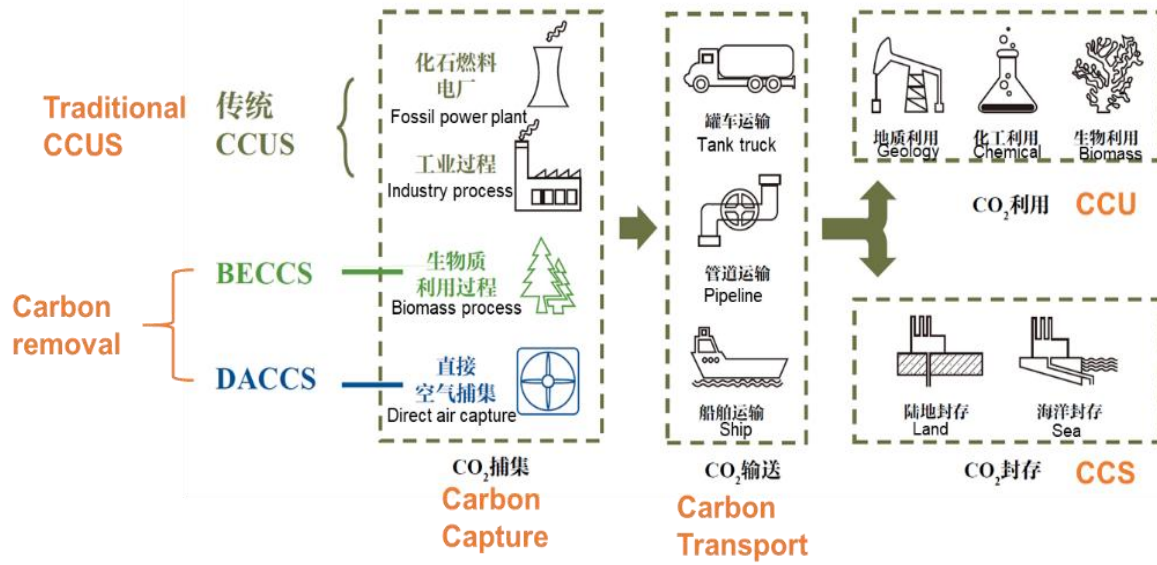 Traditional
CCUS
传统
CCUS
化石燃料
电厂
Fossil power plant
工业过程
Industry process
Carbon
removal
BECCS
生物质
利用过程
Biomass process
DACCS
直接
空气捕集
Direct air capture
CO₂捕集
Carbon
Capture
罐车运输
Tank truck
管道运输
Pipeline
船舶运输
Ship
CO₂输送
Carbon
Transport
地质利用
Geology
化工利用
Chemical
生物利用
Biomass
CO₂利用 CCU
陆地封存
Land
海洋封存
Sea
CO₂封存 CCS